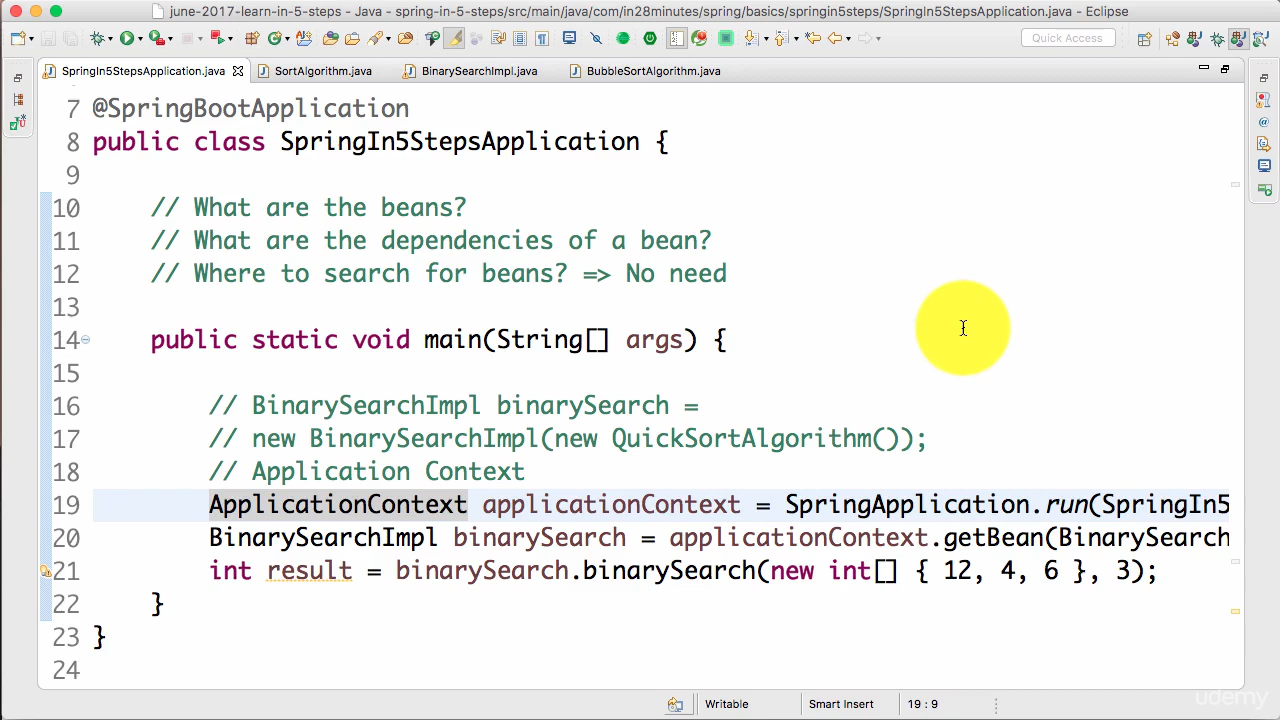 june-2017-learn-in-5-steps - Java - spring-in-5-steps/src/main/java/com/in28minutes/spring/basics/springin5steps/SpringIn5StepsApplication.java - Eclipse
Quick Access
SpringIn5StepsApplication.java SortAlgorithm.java BinarySearchImpl.java BubbleSortAlgorithm.java
7 @SpringBootApplication
8 public class SpringIn5StepsApplication {
9
10 // What are the beans?
11 // What are the dependencies of a bean?
12 // Where to search for beans? => No need
13
14 public static void main(String[] args) {
15
16 // BinarySearchImpl binarySearch =
17 // new BinarySearchImpl(new QuickSortAlgorithm());
18 // Application Context
19 ApplicationContext applicationContext = SpringApplication.run(SpringIn5
20 BinarySearchImpl binarySearch = applicationContext.getBean(BinarySearch
21 int result = binarySearch.binarySearch(new int[] { 12, 4, 6 }, 3);
22 }
23 }
24
Writable Smart Insert 19 : 9
udemy